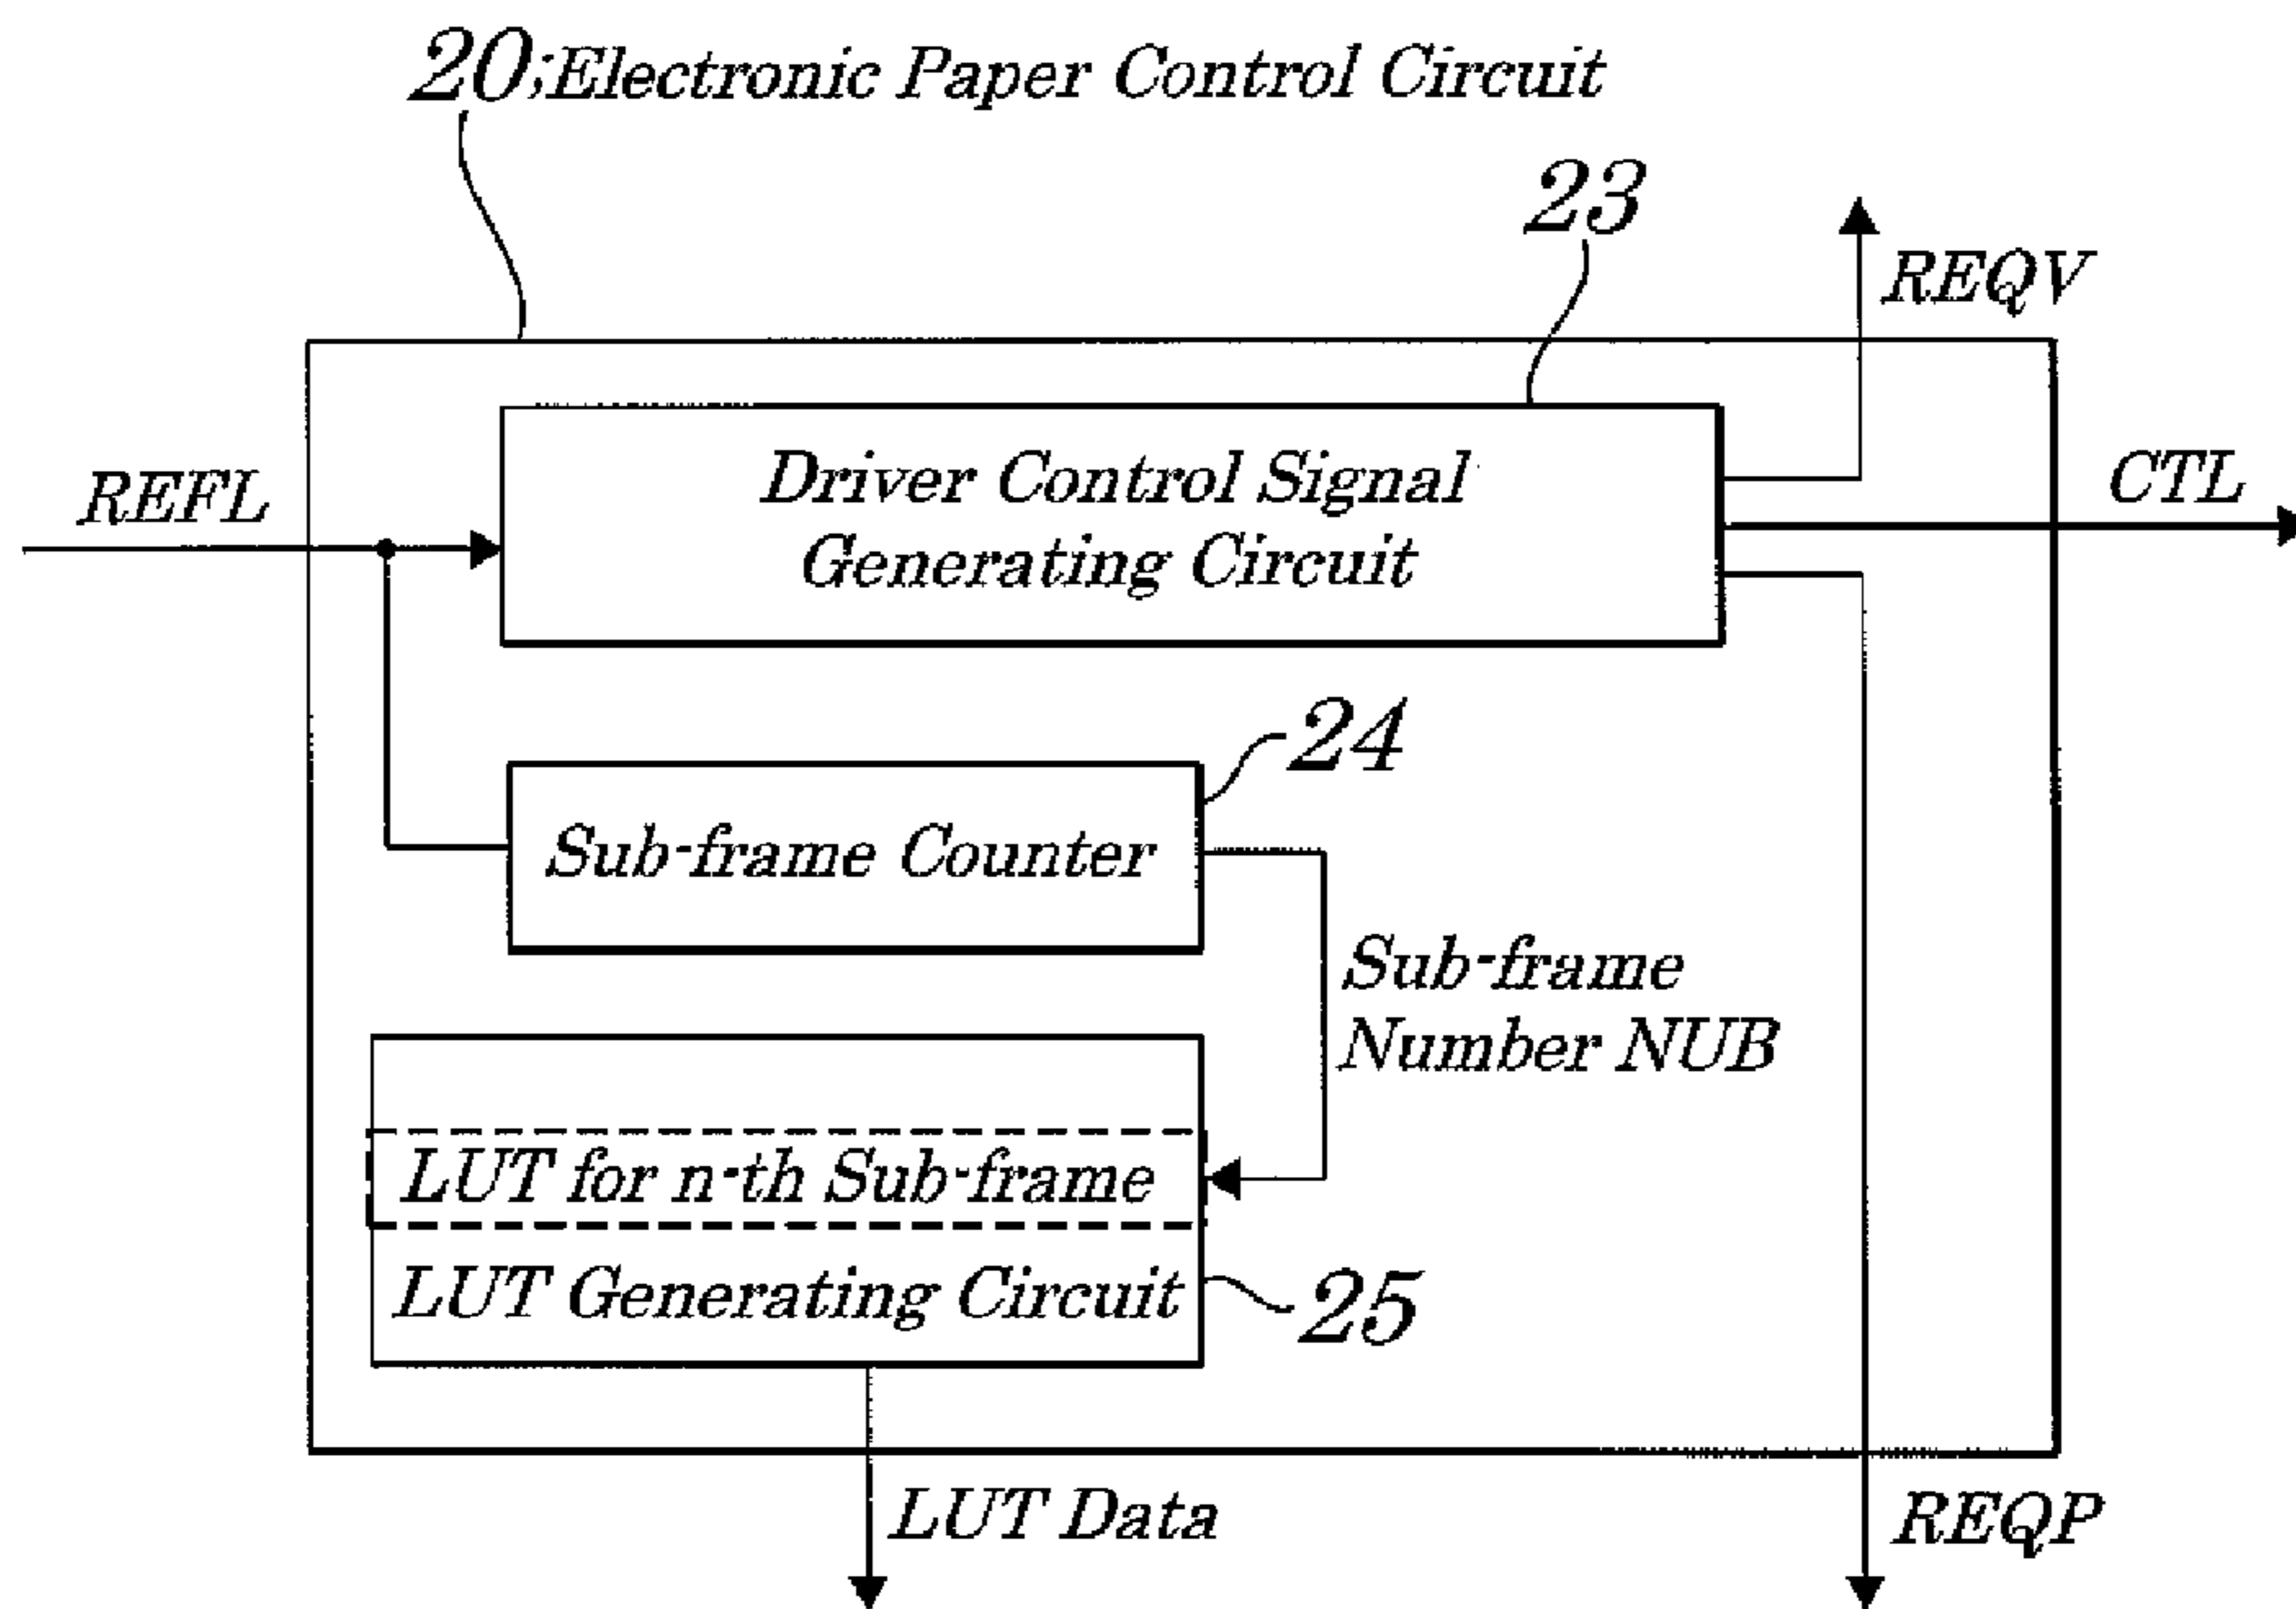 20;Electronic Paper Control Circuit
23
REQV
REFL
Driver Control Signal
Generating Circuit
CTL
24
Sub-frame Counter
Sub-frame
Number NUB
LUT for n-th Sub-frame
LUT Generating Circuit
25
LUT Data
REQP